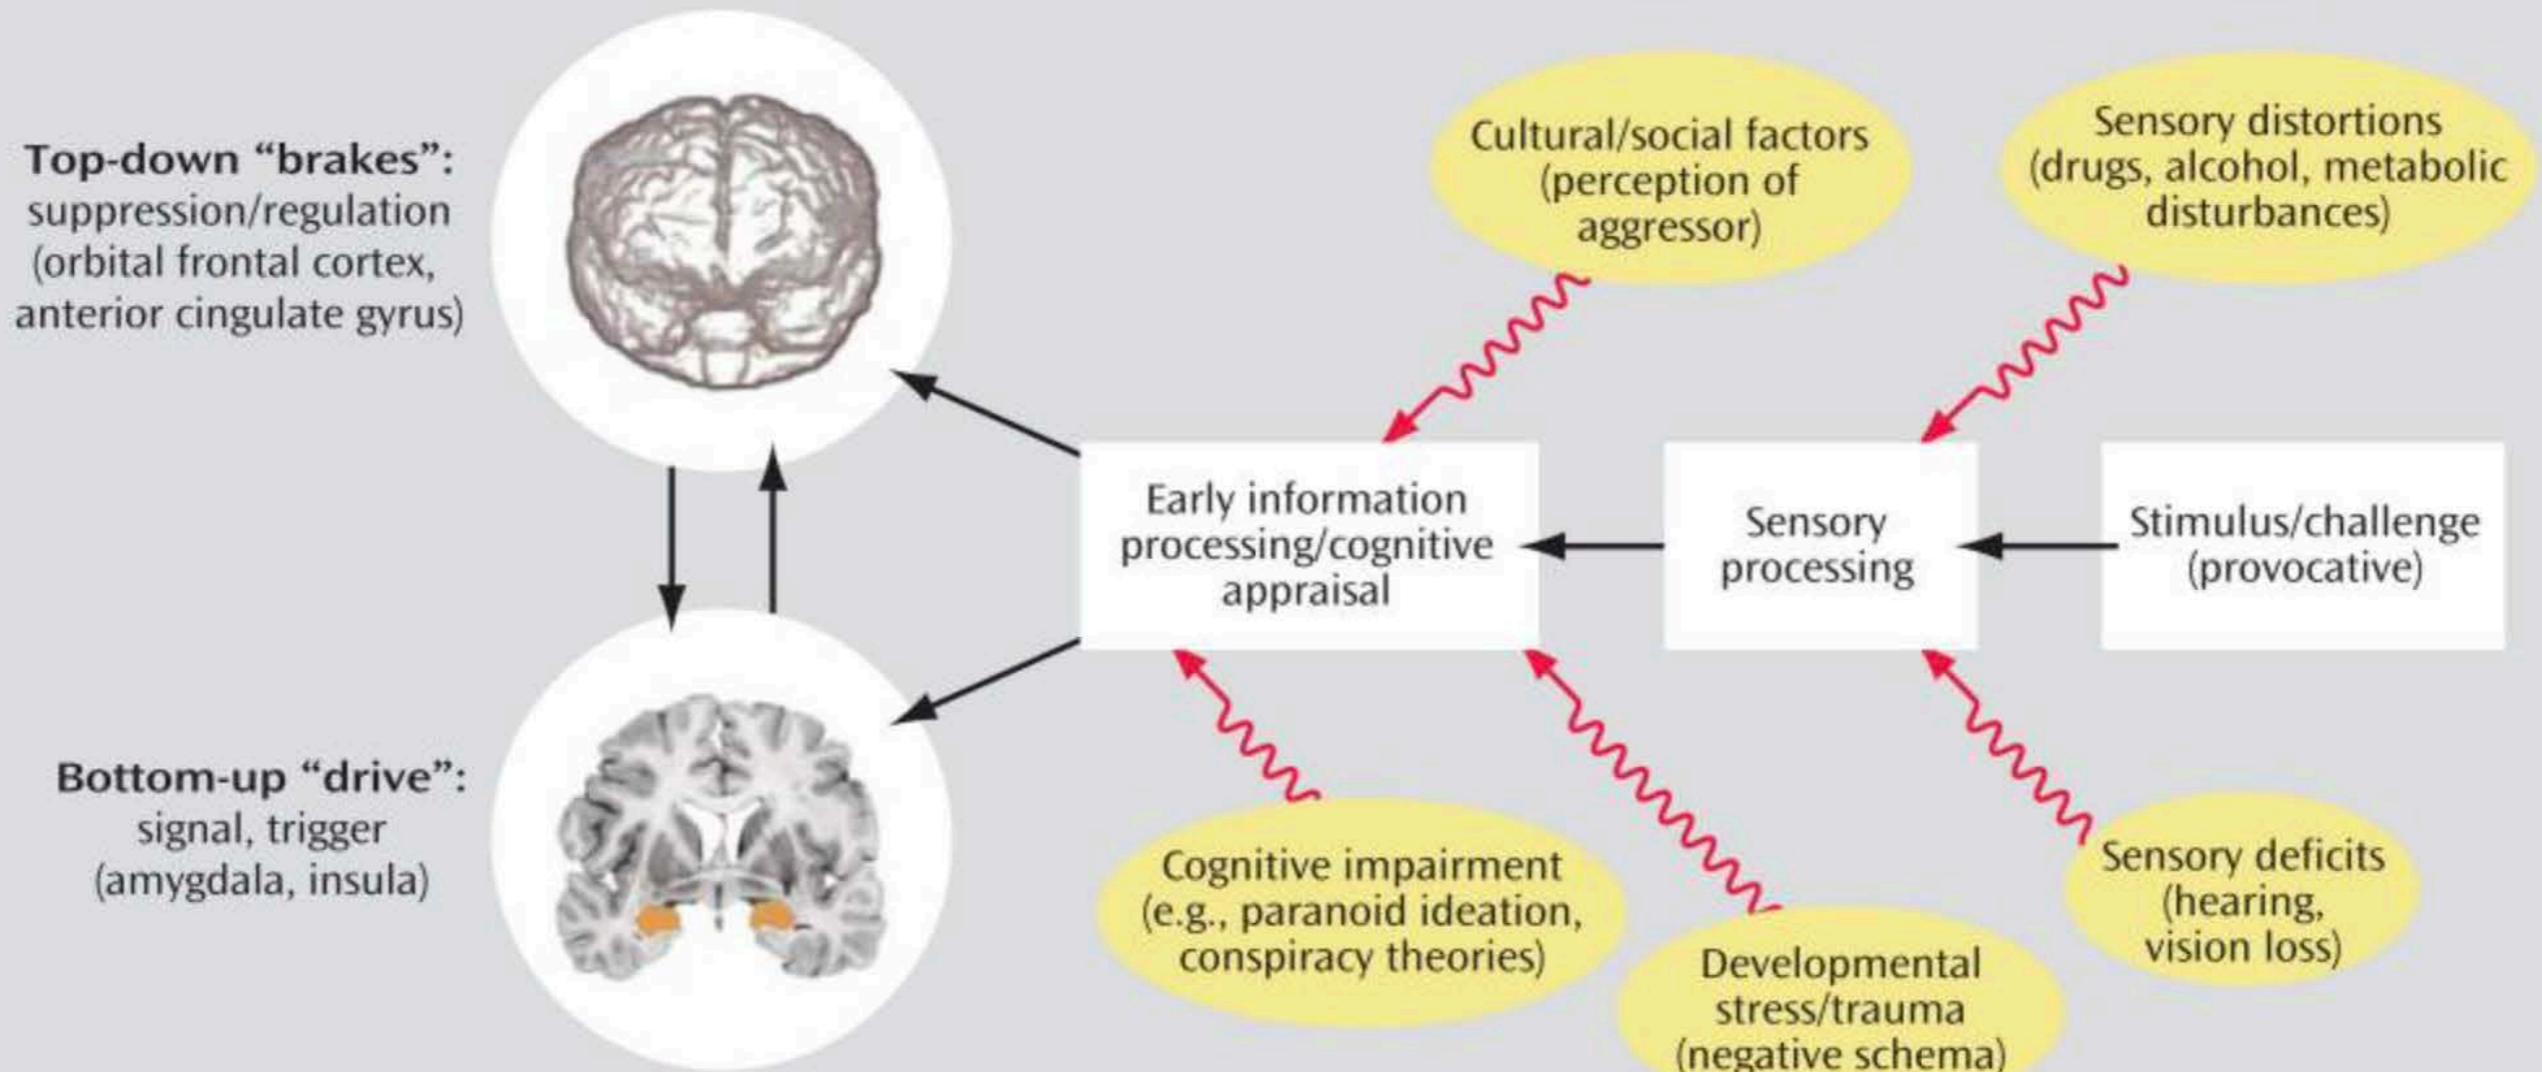 Top-down “brakes”:
suppression/regulation
(orbital frontal cortex,
anterior cingulate gyrus)
Bottom-up “drive”:
signal, trigger
(amygdala, insula)
Cultural/social factors
(perception of
aggressor)
Sensory distortions
(drugs, alcohol, metabolic
disturbances)
Early information
processing/cognitive
appraisal
Sensory
processing
Stimulus/challenge
(provocative)
Cognitive impairment
(e.g., paranoid ideation,
conspiracy theories)
Developmental
stress/trauma
(negative schema)
Sensory deficits
(hearing,
vision loss)